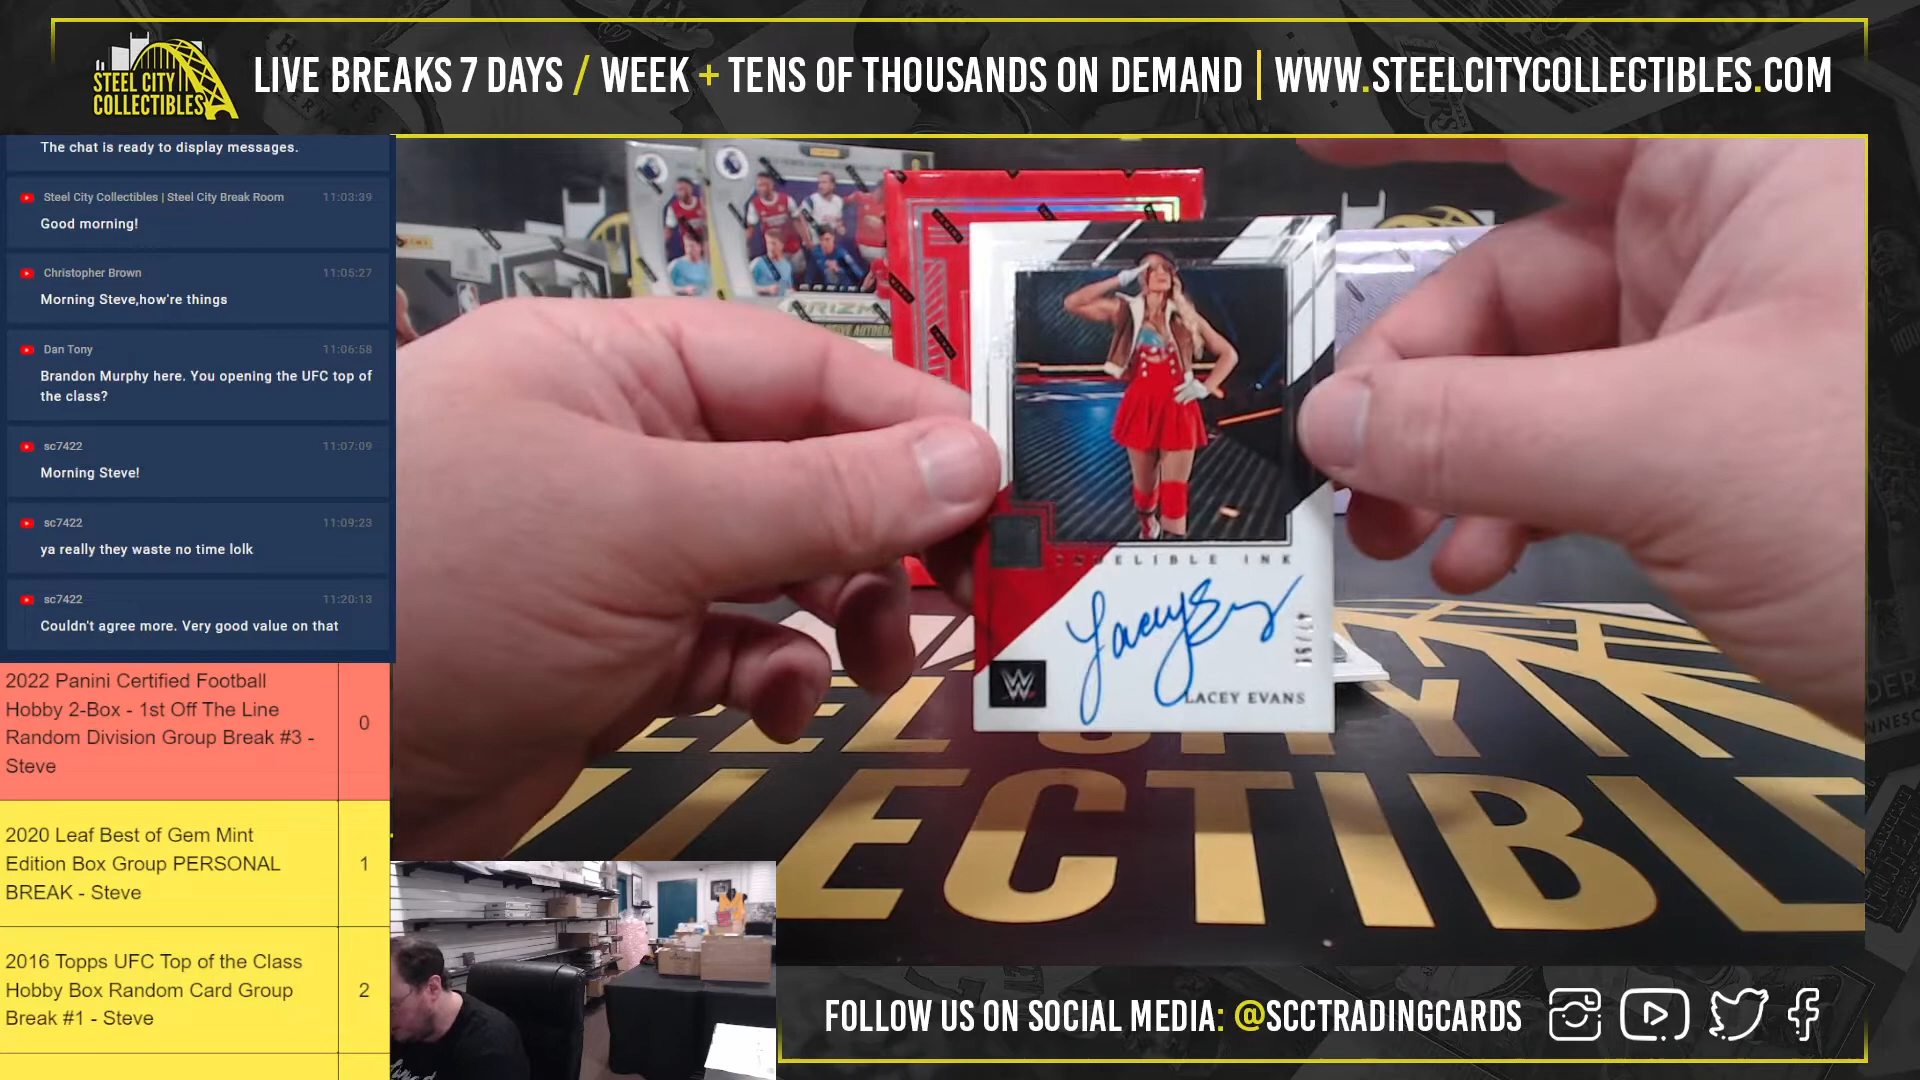 STEEL CITY
COLLECTIBLES
LIVE BREAKS 7 DAYS / WEEK + TENS OF THOUSANDS ON DEMAND | WWW.STEELCITYCOLLECTIBLES.COM
The chat is ready to display messages.
Steel City Collectibles | Steel City Break Room 11:03:39
Good morning!
Christopher Brown 11:05:27
Morning Steve,how're things
Dan Tony 11:06:58
Brandon Murphy here. You opening the UFC top of
the class?
sc7422 11:07:09
Morning Steve!
sc7422 11:09:23
ya really they waste no time lolk
sc7422 11:20:13
Couldn't agree more. Very good value on that
2022 Panini Certified Football
Hobby 2-Box - 1st Off The Line
Random Division Group Break #3 -
Steve
0
2020 Leaf Best of Gem Mint
Edition Box Group PERSONAL
BREAK - Steve
1
2016 Topps UFC Top of the Class
Hobby Box Random Card Group
Break #1 - Steve
2
PRIZM
INDELIBLE INK
Lacey Evans
W
LACEY EVANS
FOLLOW US ON SOCIAL MEDIA: @SCCTRADINGCARDS